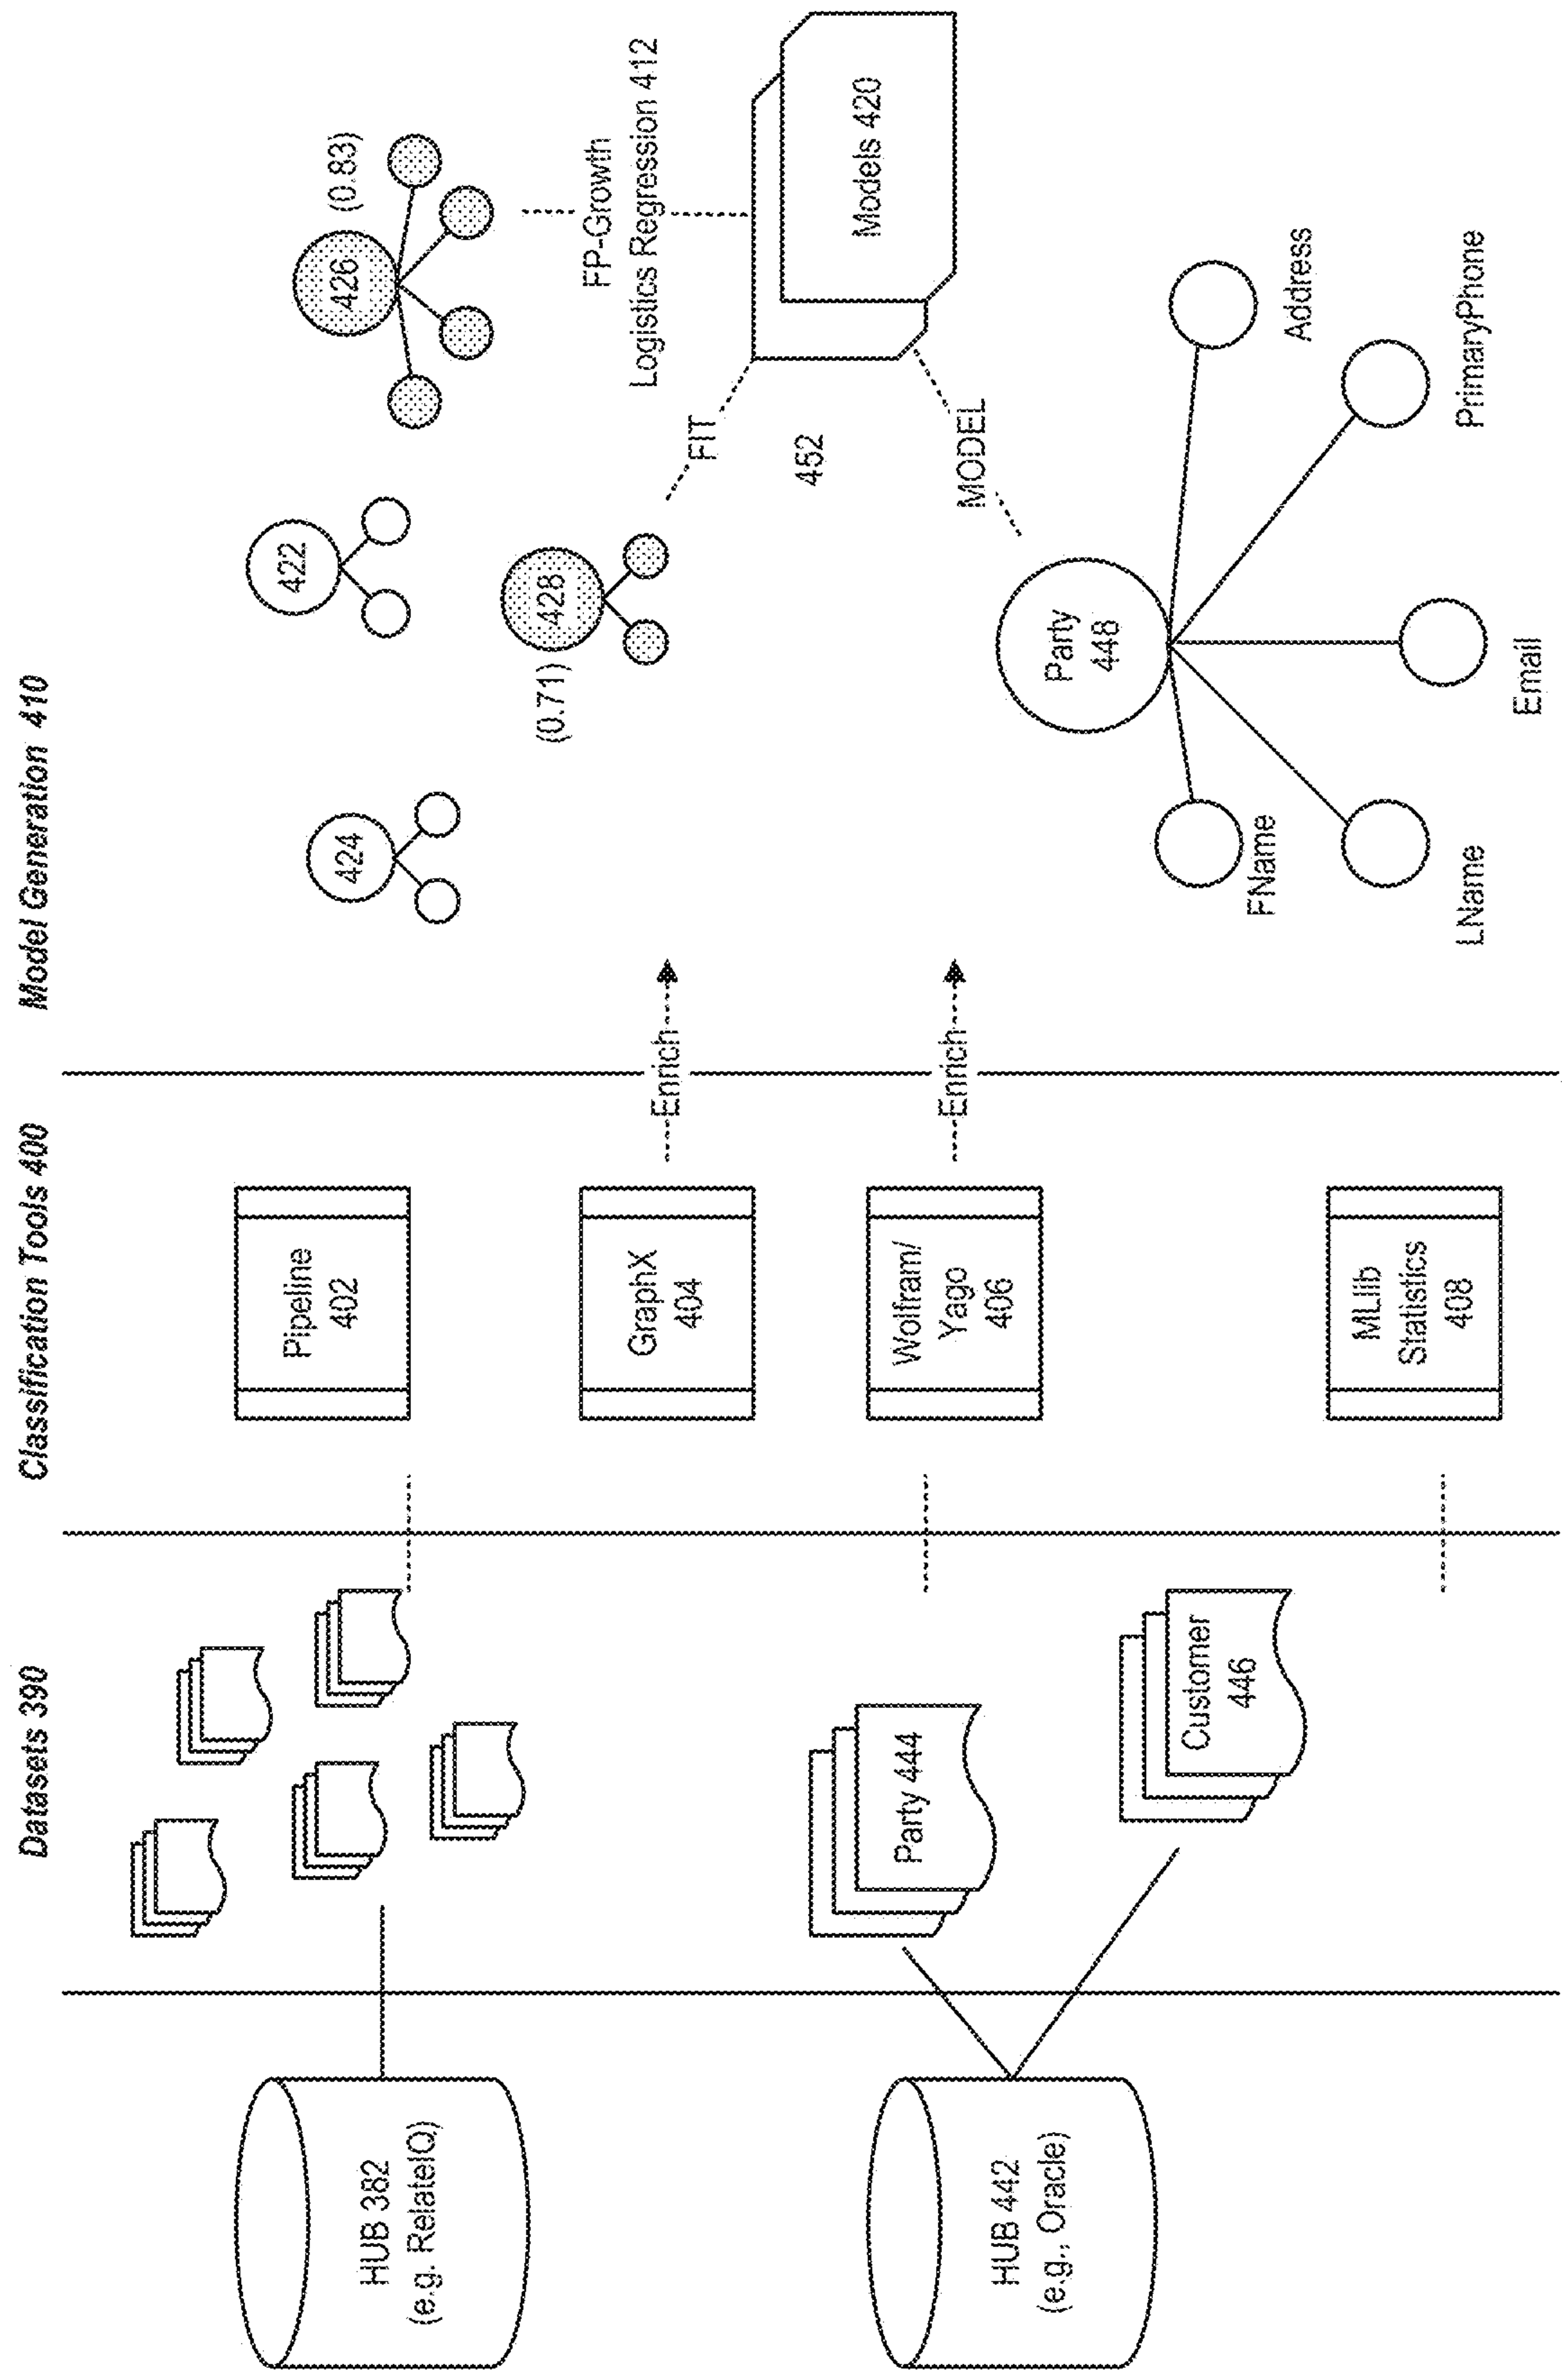 Datasets 390
Classification Tools 400
Model Generation 410
HUB 382
(e.g. RelateIQ)
HUB 442
(e.g., Oracle)
Party 444
Customer
446
Pipeline
402
GraphX
404
Wolfram/
Yago
406
MLlib
Statistics
408
Enrich
Enrich
424
422
426
(0.83)
428
(0.71)
FP-Growth
Logistics Regression 412
FIT
452
MODEL
Models 420
Party
448
FName
LName
Email
PrimaryPhone
Address